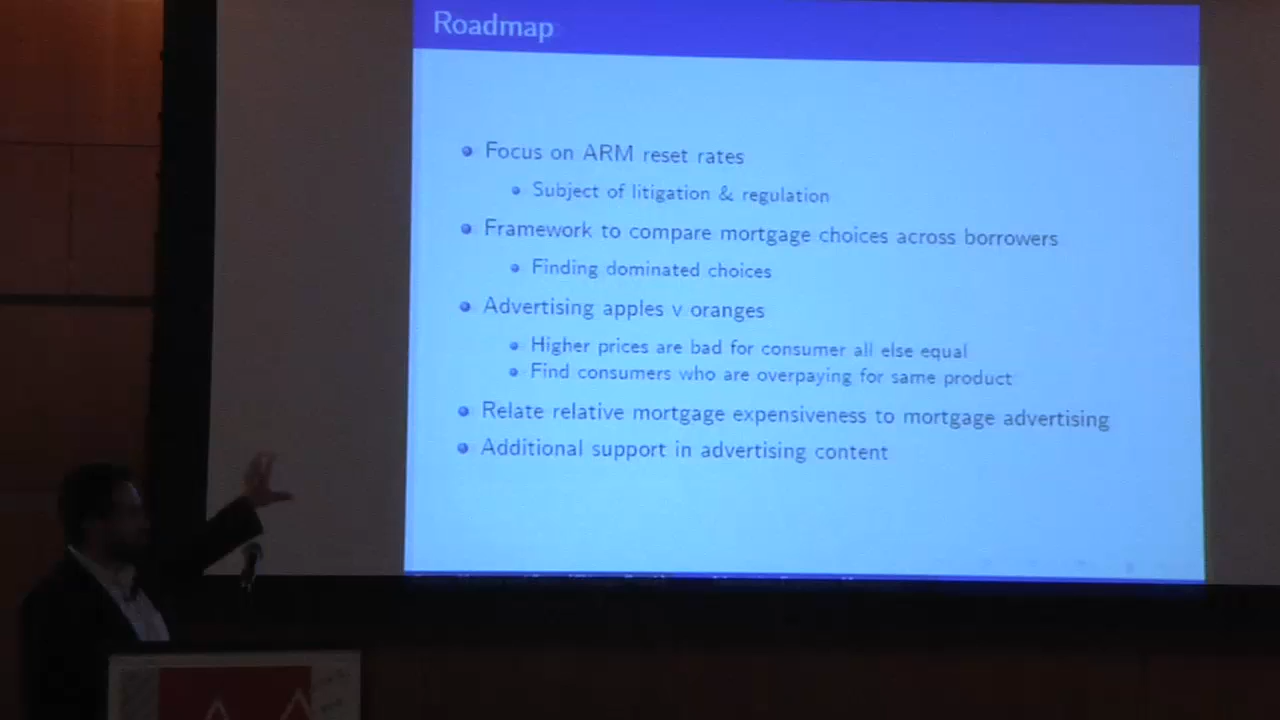 Roadmap
Focus on ARM reset rates
Subject of litigation & regulation
Framework to compare mortgage choices across borrowers
Finding dominated choices
Advertising apples v oranges
Higher prices are bad for consumer all else equal
Find consumers who are overpaying for same product
Relate relative mortgage expensiveness to mortgage advertising
Additional support in advertising content